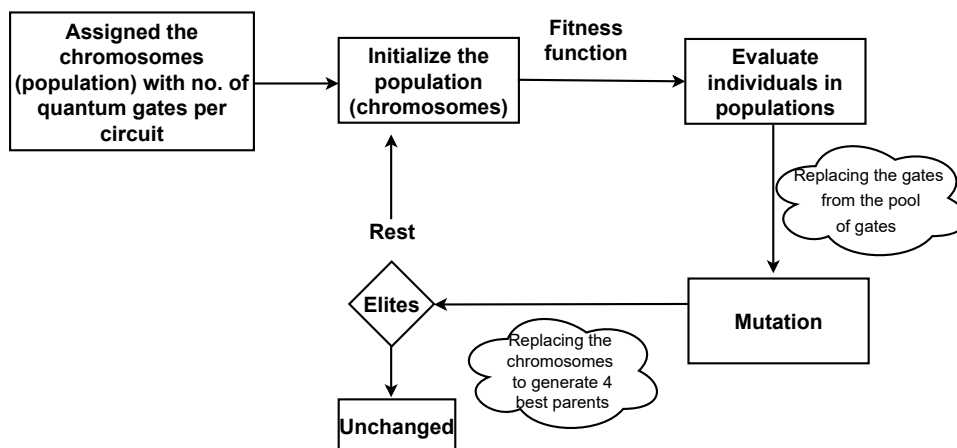 Assigned the
chromosomes
(population) with no. of
quantum gates per
circuit
Initialize the
population
(chromosomes)
Fitness
function
Evaluate
individuals in
populations
Replacing the gates
from the pool
of gates
Mutation
Replacing the
chromosomes
to generate 4
best parents
Elites
Rest
Unchanged